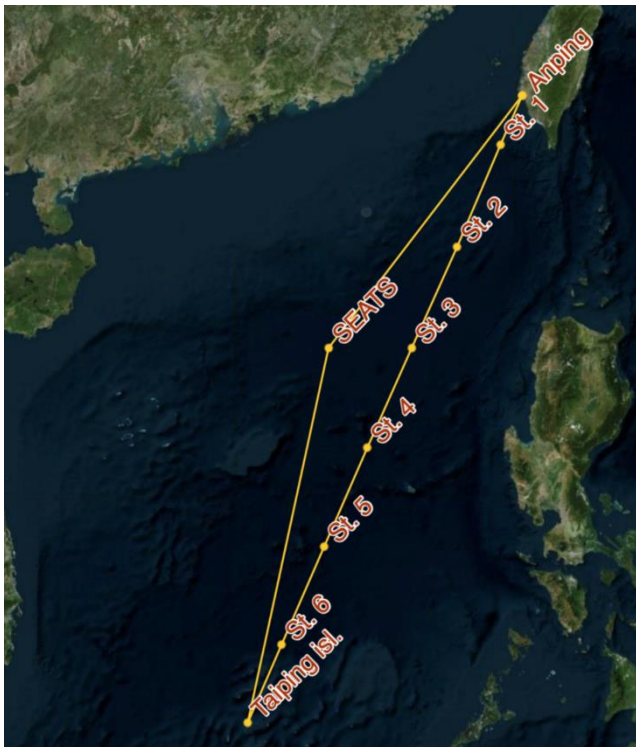 Anping
St. 1
St. 2
SEATS
St. 3
St. 4
St. 5
St. 6
Taiping isl.